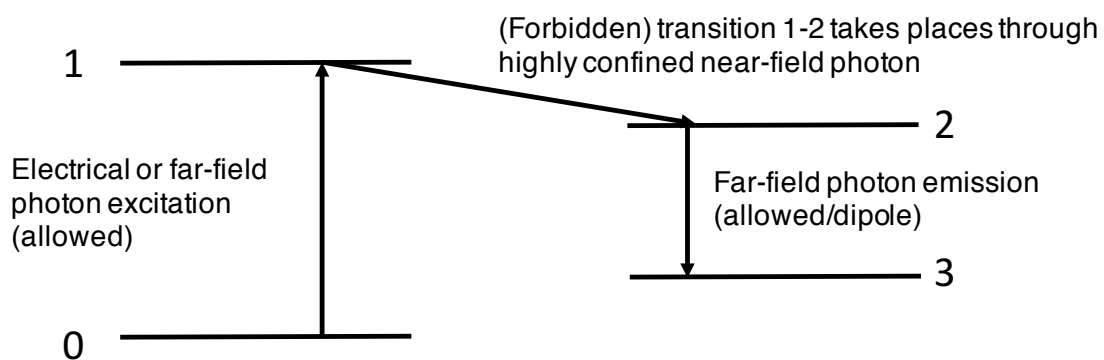 (Forbidden) transition 1-2 takes places through
highly confined near-field photon
1
2
Electrical or far-field
photon excitation
(allowed)
Far-field photon emission
(allowed/dipole)
3
0